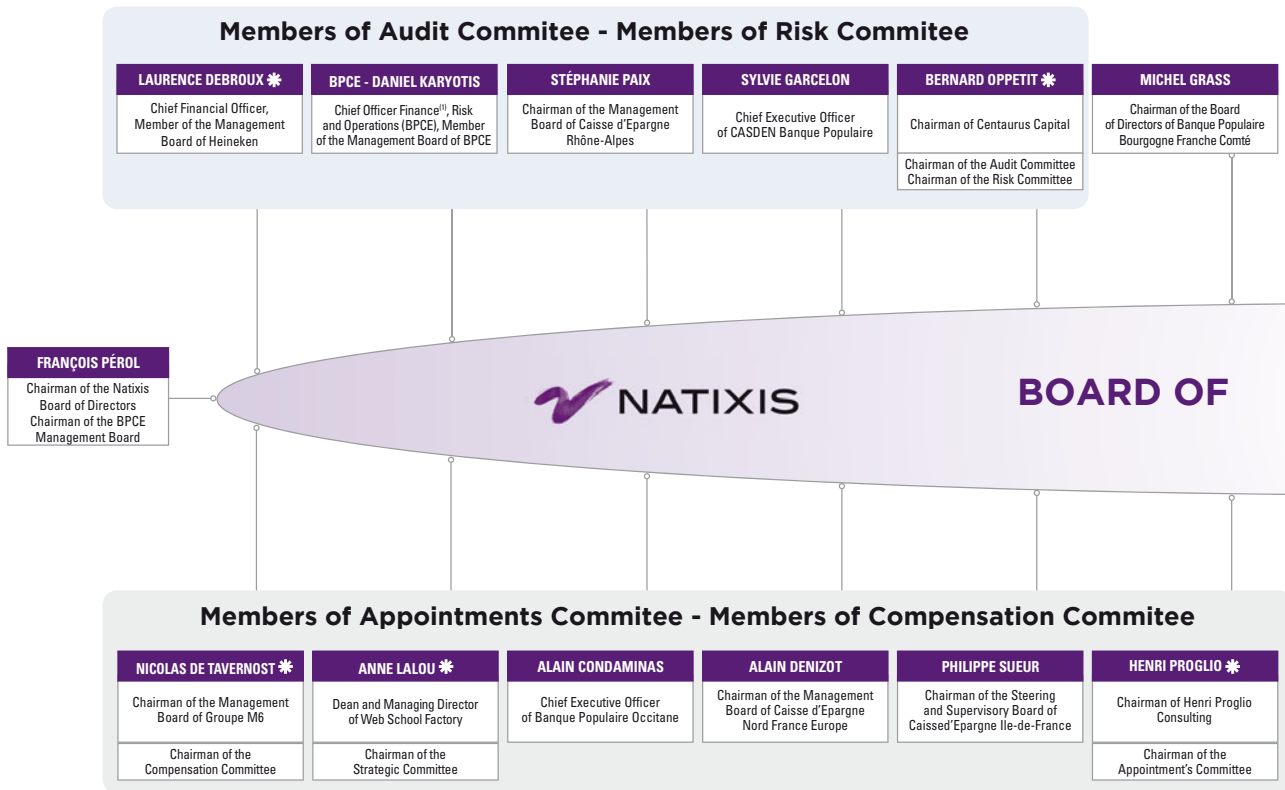 Members of Audit Commitee - Members of Risk Commitee
LAURENCE DEBROUX ✱
Chief Financial Officer,
Member of the Management
Board of Heineken
BPCE - DANIEL KARYOTIS
Chief Officer Finance(1), Risk
and Operations (BPCE), Member
of the Management Board of BPCE
STÉPHANIE PAIX
Chairman of the Management
Board of Caisse d'Epargne
Rhône-Alpes
SYLVIE GARCELON
Chief Executive Officer
of CASDEN Banque Populaire
BERNARD OPPETIT ✱
Chairman of Centaurus Capital
Chairman of the Audit Committee
Chairman of the Risk Committee
MICHEL GRASS
Chairman of the Board
of Directors of Banque Populaire
Bourgogne Franche Comté
FRANÇOIS PÉROL
Chairman of the Natixis
Board of Directors
Chairman of the BPCE
Management Board
NATIXIS
BOARD OF
Members of Appointments Commitee - Members of Compensation Commitee
NICOLAS DE TAVERNOST ✱
Chairman of the Management
Board of Groupe M6
Chairman of the
Compensation Committee
ANNE LALOU ✱
Dean and Managing Director
of Web School Factory
Chairman of the
Strategic Committee
ALAIN CONDAMINAS
Chief Executive Officer
of Banque Populaire Occitane
ALAIN DENIZOT
Chairman of the Management
Board of Caisse d'Epargne
Nord France Europe
PHILIPPE SUEUR
Chairman of the Steering
and Supervisory Board of
Caissed'Epargne Ile-de-France
HENRI PROGLIO ✱
Chairman of Henri Proglio
Consulting
Chairman of the
Appointment's Committee